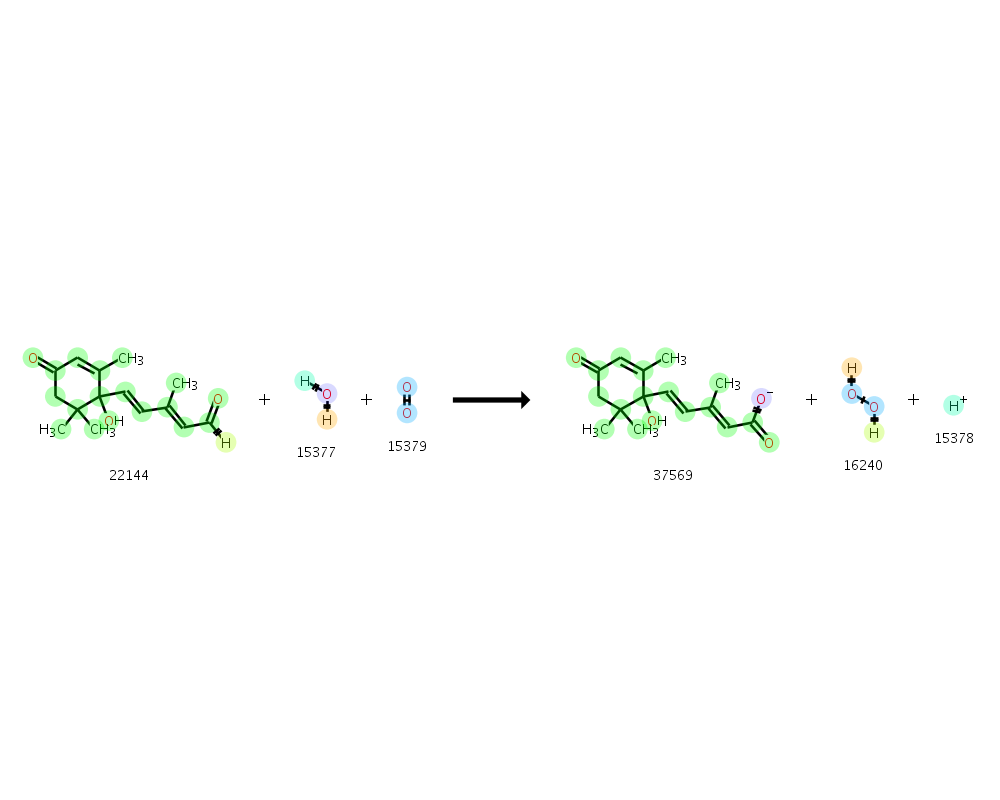 O CH3 CH3 O OH H3C CH3 H
22144
+
H O H
15377
+
O O
15379
O CH3 CH3 O⁻ OH H3C CH3 O
37569
+
H O O H
16240
+
H+
15378